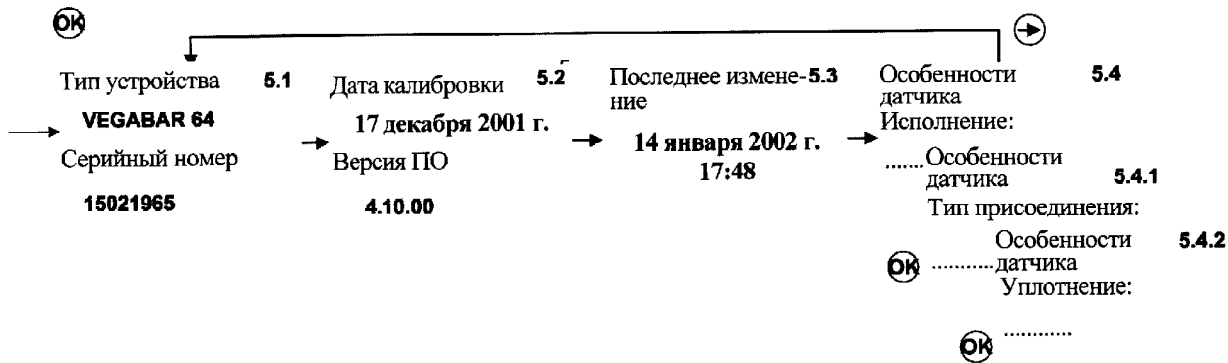 OK
Тип устройства 5.1
VEGABAR 64
Серийный номер
15021965
Дата калибровки 5.2
17 декабря 2001 г.
Версия ПО
4.10.00
Последнее измене- 5.3
ние
14 января 2002 г.
17:48
Особенности 5.4
датчика
Исполнение:
.......Особенности
датчика 5.4.1
Тип присоединения:
Особенности 5.4.2
OK ...........датчика
Уплотнение:
OK ............